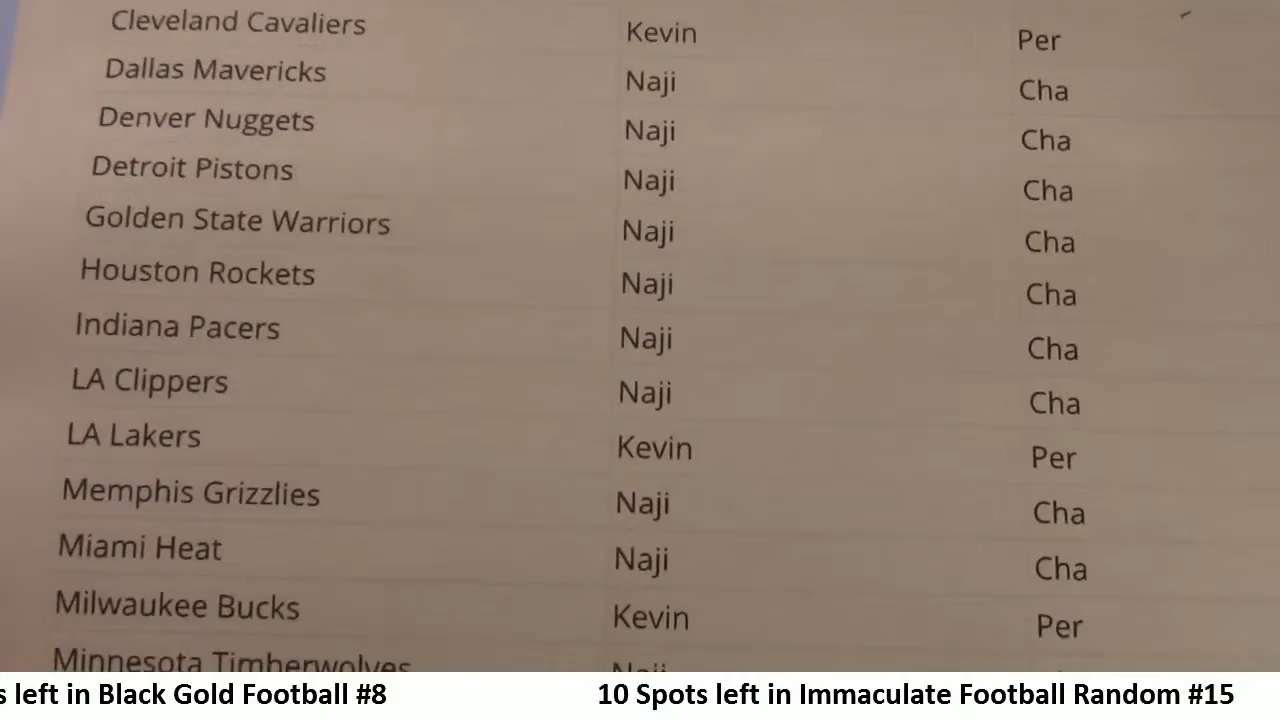 Cleveland Cavaliers Kevin Per
Dallas Mavericks Naji Cha
Denver Nuggets Naji Cha
Detroit Pistons Naji Cha
Golden State Warriors Naji Cha
Houston Rockets Naji Cha
Indiana Pacers Naji Cha
LA Clippers Naji Cha
LA Lakers Kevin Per
Memphis Grizzlies Naji Cha
Miami Heat Naji Cha
Milwaukee Bucks Kevin Per
Minnesota Timberwolves Naji
s left in Black Gold Football #8 10 Spots left in Immaculate Football Random #15